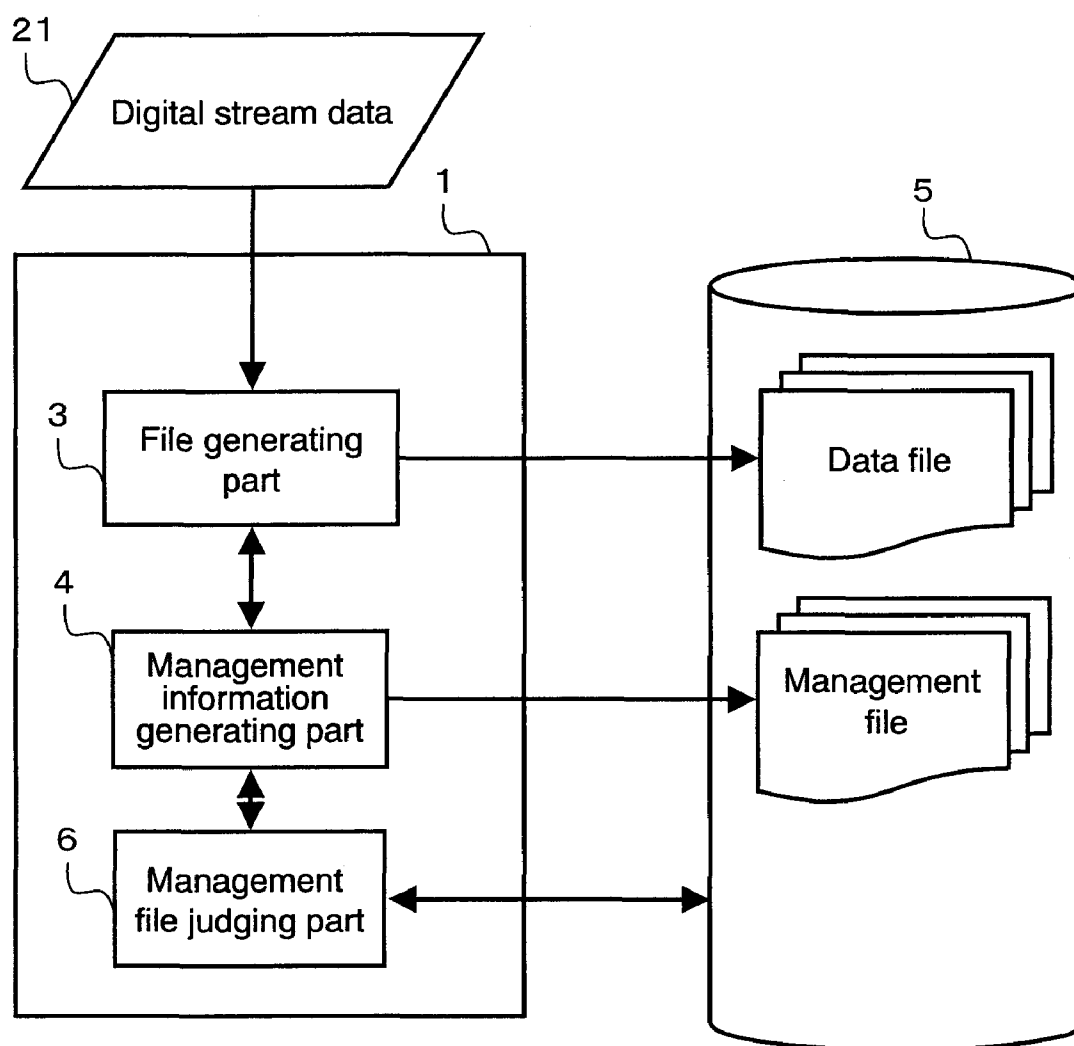 21
Digital stream data
1
5
3
File generating
part
Data file
4
Management
information
generating part
Management
file
6
Management
file judging part